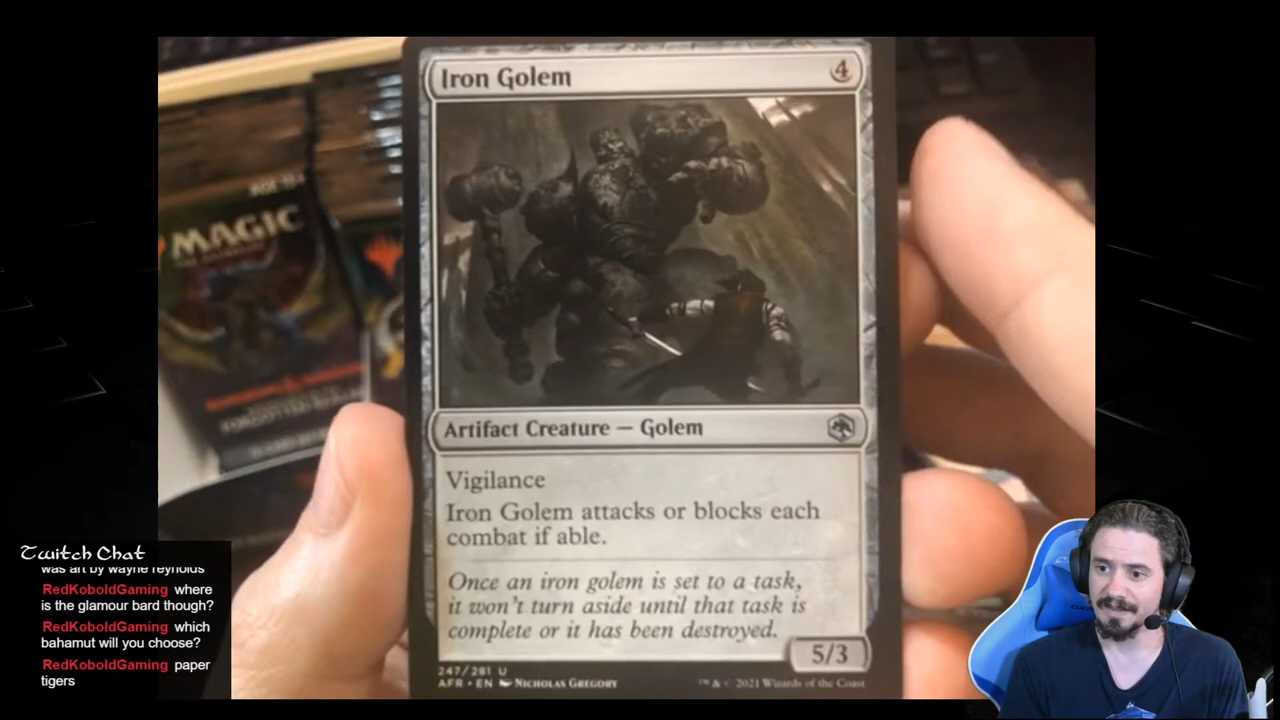 Iron Golem
4
MAGIC
FORGOTTEN REALMS
Artifact Creature — Golem
Vigilance
Iron Golem attacks or blocks each
combat if able.
Once an iron golem is set to a task,
it won't turn aside until that task is
complete or it has been destroyed.
5/3
247/281 U
AFR • EN Nicholas Gregory
™ & © 2021 Wizards of the Coast
Twitch Chat
was art by wayne reynolds
RedKoboldGaming where
is the glamour bard though?
RedKoboldGaming which
bahamut will you choose?
RedKoboldGaming paper
tigers